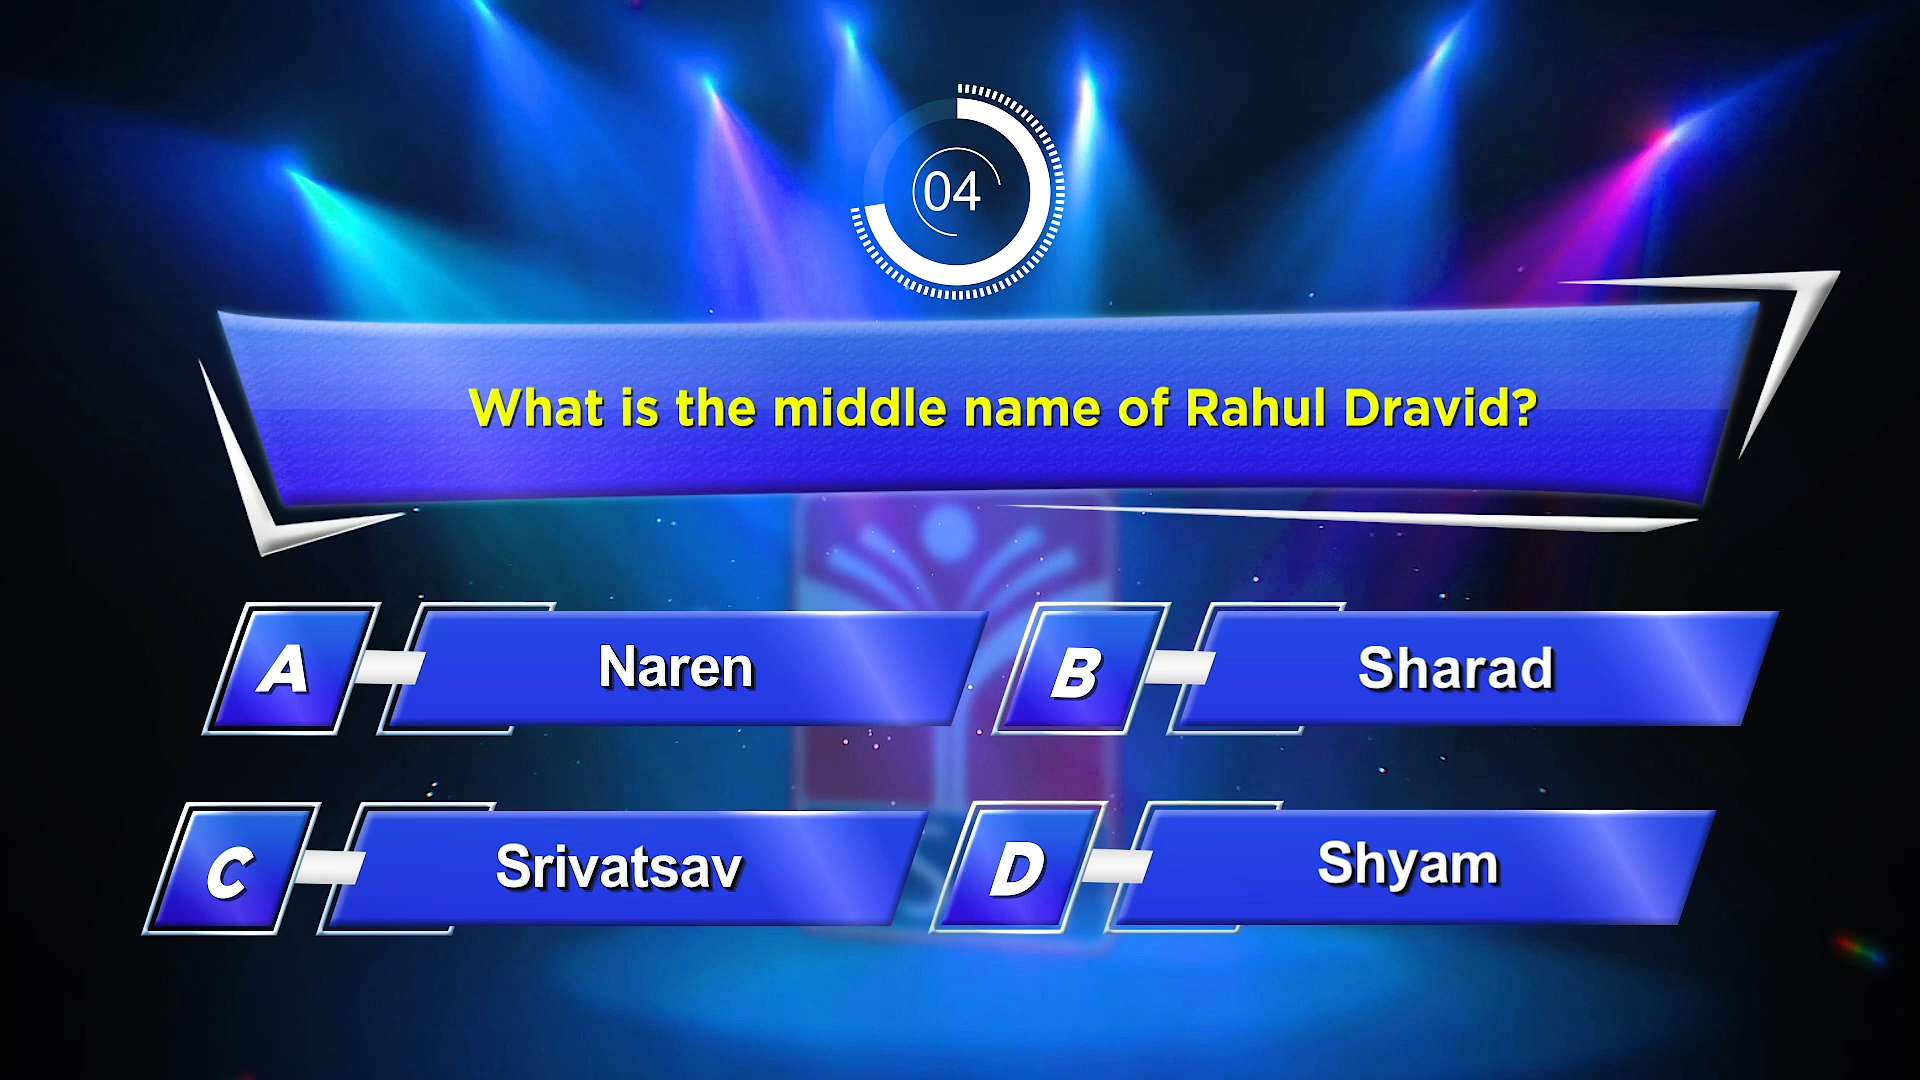 04
What is the middle name of Rahul Dravid?
A
Naren
B
Sharad
C
Srivatsav
D
Shyam